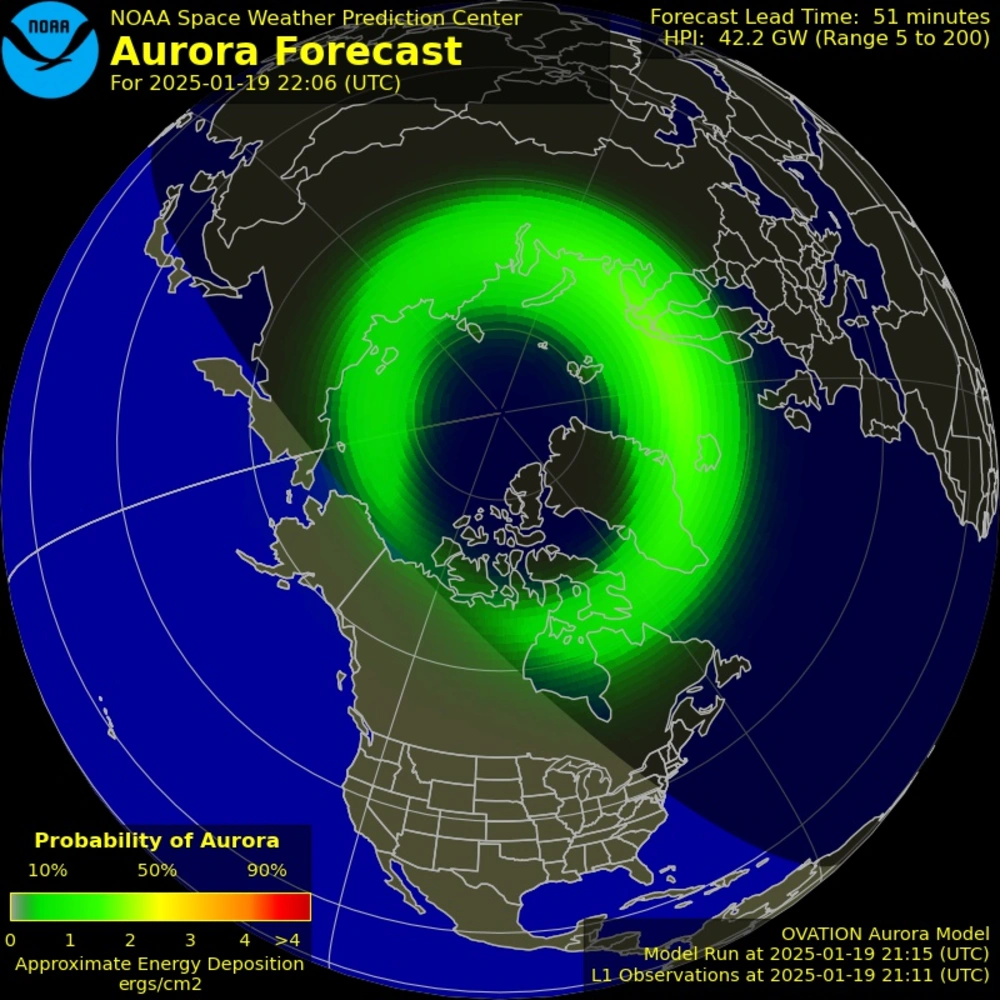 NOAA
NOAA Space Weather Prediction Center
Aurora Forecast
For 2025-01-19 22:06 (UTC)
Forecast Lead Time: 51 minutes
HPI: 42.2 GW (Range 5 to 200)
Probability of Aurora
10% 50% 90%
0 1 2 3 4 >4
Approximate Energy Deposition
ergs/cm2
OVATION Aurora Model
Model Run at 2025-01-19 21:15 (UTC)
L1 Observations at 2025-01-19 21:11 (UTC)